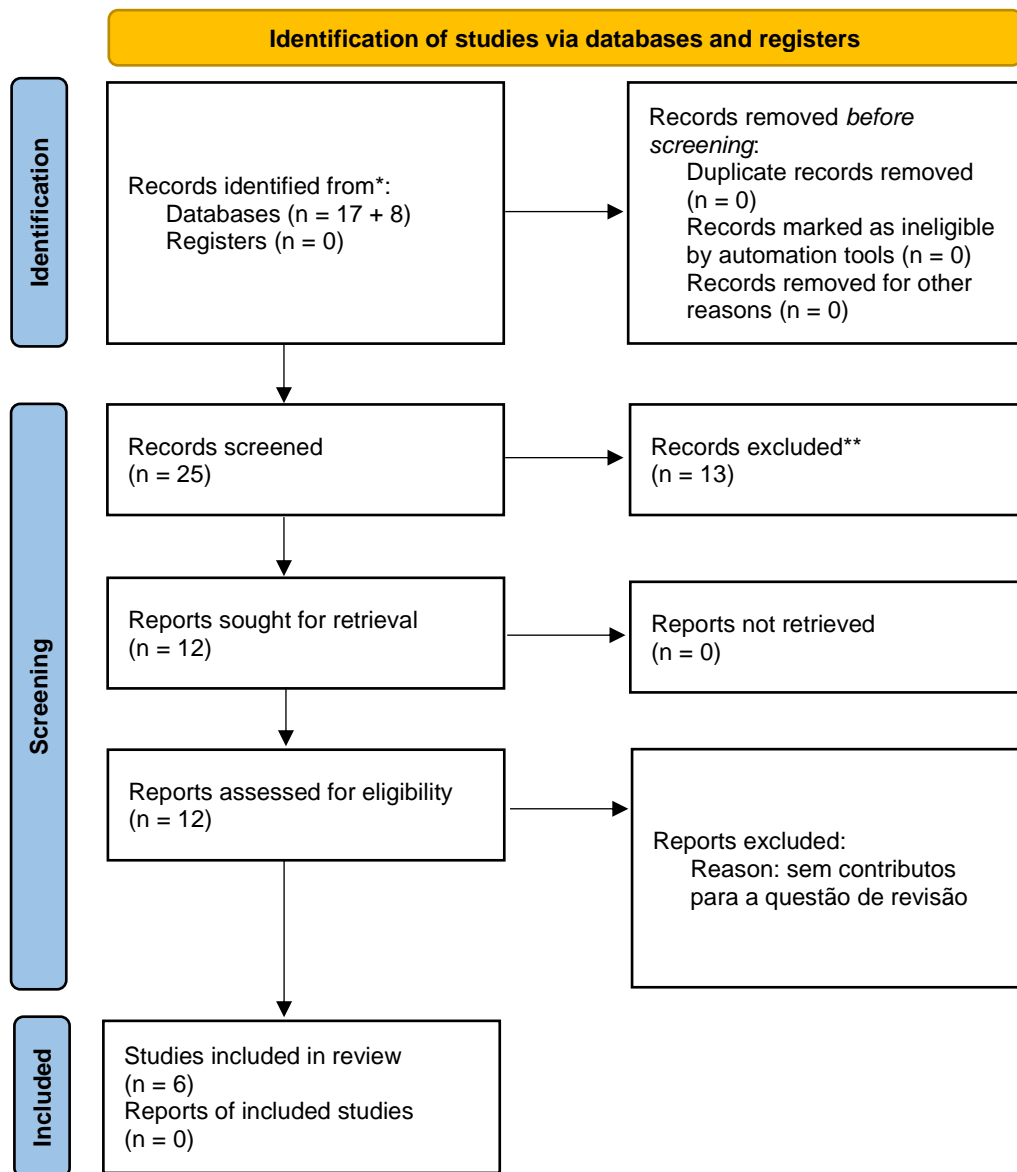 Identification of studies via databases and registers
Identification
Records identified from*:
Databases (n = 17 + 8)
Registers (n = 0)
Records removed before
screening:
Duplicate records removed
(n = 0)
Records marked as ineligible
by automation tools (n = 0)
Records removed for other
reasons (n = 0)
Screening
Records screened
(n = 25)
Records excluded**
(n = 13)
Reports sought for retrieval
(n = 12)
Reports not retrieved
(n = 0)
Reports assessed for eligibility
(n = 12)
Reports excluded:
Reason: sem contributos
para a questão de revisão
Included
Studies included in review
(n = 6)
Reports of included studies
(n = 0)